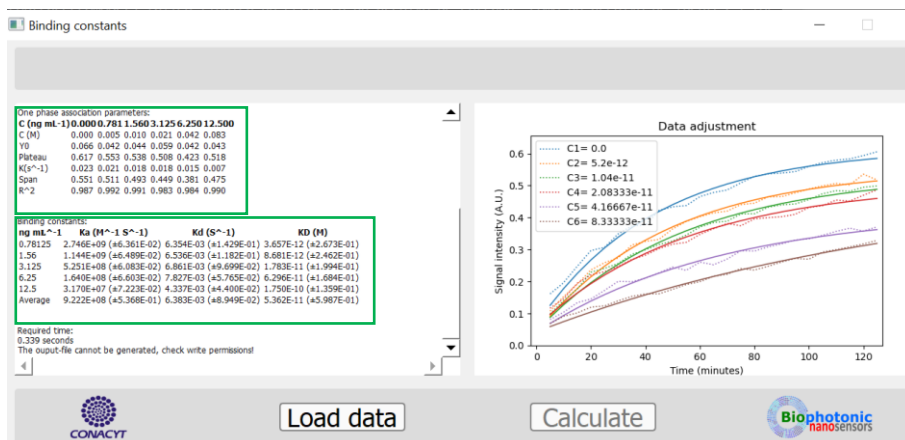 Binding constants
One phase association parameters:
C (ng mL-1) 0.000 0.781 1.560 3.125 6.250 12.500
C (M) 0.000 0.005 0.010 0.021 0.042 0.083
Y0 0.066 0.042 0.044 0.059 0.042 0.043
Plateau 0.617 0.553 0.538 0.508 0.423 0.518
K(s^-1) 0.023 0.021 0.018 0.018 0.015 0.007
Span 0.551 0.511 0.493 0.449 0.381 0.475
R^2 0.987 0.992 0.991 0.983 0.984 0.990
Binding constants:
ng mL^-1 Ka (M^-1 S^-1) Kd (S^-1) KD (M)
0.78125 2.746E+09 (±6.361E-02) 6.354E-03 (±1.429E-01) 3.657E-12 (±2.673E-01)
1.56 1.144E+09 (±6.489E-02) 6.536E-03 (±1.182E-01) 8.681E-12 (±2.462E-01)
3.125 5.251E+08 (±6.083E-02) 6.861E-03 (±9.699E-02) 1.783E-11 (±1.994E-01)
6.25 1.640E+08 (±6.603E-02) 7.827E-03 (±5.765E-02) 6.296E-11 (±1.684E-01)
12.5 3.170E+07 (±7.223E-02) 4.337E-03 (±4.400E-02) 1.750E-10 (±1.359E-01)
Average 9.222E+08 (±5.368E-01) 6.383E-03 (±8.949E-02) 5.362E-11 (±5.987E-01)
Required time:
0.339 seconds
The ouput-file cannot be generated, check write permissions!
Data adjustment
C1= 0.0
C2= 5.2e-12
C3= 1.04e-11
C4= 2.08333e-11
C5= 4.16667e-11
C6= 8.33333e-11
Signal intensity (A.U.)
0.6
0.5
0.4
0.3
0.2
0.1
0.0
0 20 40 60 80 100 120
Time (minutes)
CONACYT
Load data
Calculate
Biophotonic
nanosensors